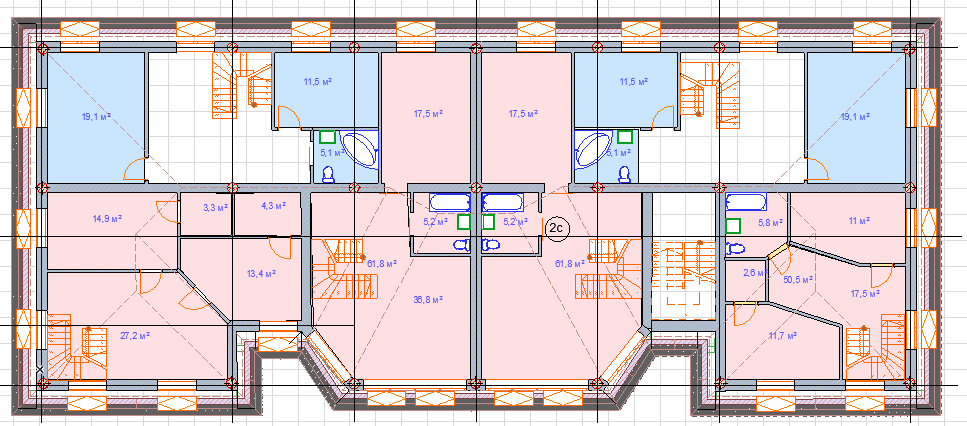 19,1 м²
11,5 м²
17,5 м²
17,5 м²
11,5 м²
19,1 м²
5,1 м²
5,1 м²
14,9 м²
3,3 м²
4,3 м²
5,2 м²
5,2 м²
2с
5,8 м²
11 м²
13,4 м²
61,8 м²
61,8 м²
2,6 м²
50,5 м²
36,8 м²
17,5 м²
27,2 м²
11,7 м²